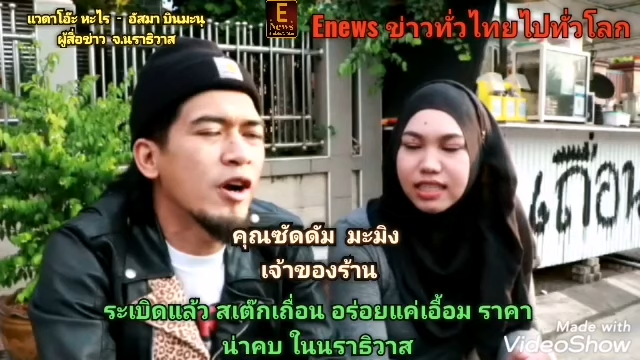 แวดาโอ๊ะ หะไร - อัสมา บินมะนุ
ผู้สื่อข่าว จ.นราธิวาส
E.
News
Enews ข่าวทั่วไทยไปทั่วโลก
เถื่อน
คุณซัดดัม มะมิง
เจ้าของร้าน
ระเบิดแล้ว สเต๊กเถื่อน อร่อยแค่เอื้อม ราคา
น่าคบ ในนราธิวาส
Made with
VideoShow